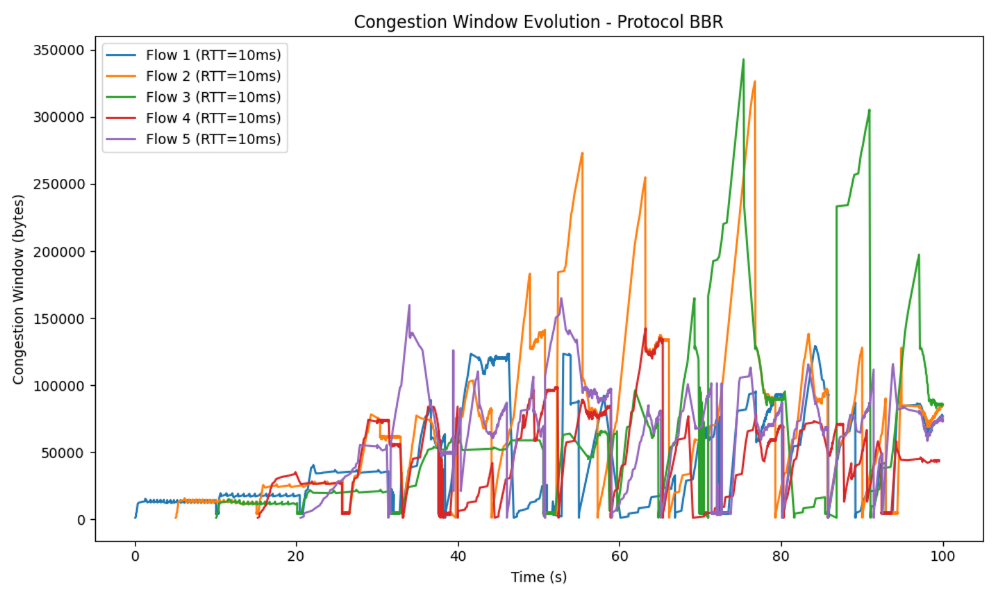 Congestion Window Evolution - Protocol BBR
350000
300000
250000
200000
150000
100000
50000
0
Congestion Window (bytes)
Flow 1 (RTT=10ms)
Flow 2 (RTT=10ms)
Flow 3 (RTT=10ms)
Flow 4 (RTT=10ms)
Flow 5 (RTT=10ms)
0 20 40 60 80 100
Time (s)